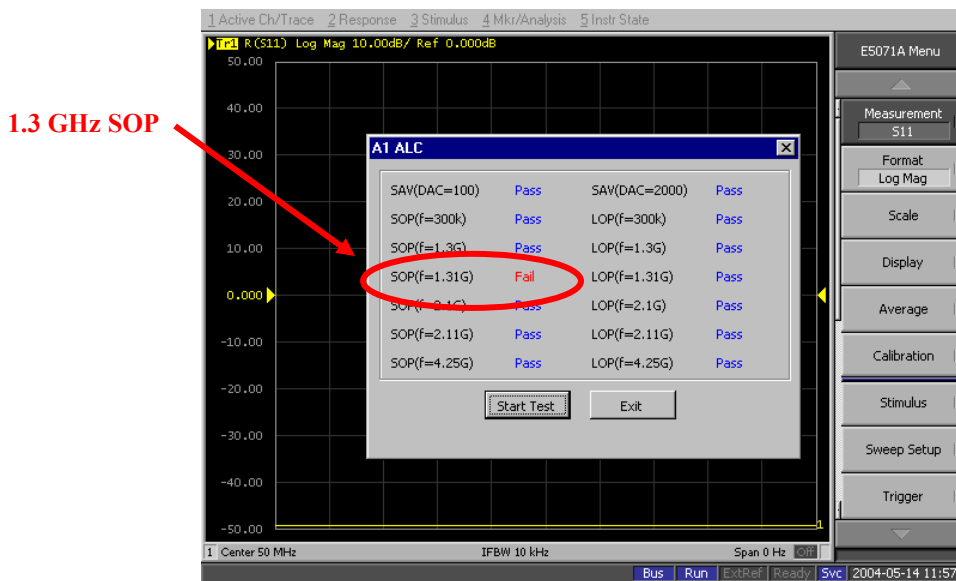 1 Active Ch/Trace 2 Response 3 Stimulus 4 Mkr/Analysis 5 Instr State
Tr1 R(S11) Log Mag 10.00dB/ Ref 0.000dB
50.00
40.00
30.00
20.00
10.00
0.000
-10.00
-20.00
-30.00
-40.00
-50.00
1.3 GHz SOP
A1 ALC
SAV(DAC=100) Pass SAV(DAC=2000) Pass
SOP(f=300k) Pass LOP(f=300k) Pass
SOP(f=1.3G) Pass LOP(f=1.3G) Pass
SOP(f=1.31G) Fail LOP(f=1.31G) Pass
SOP(f=2.1G) Pass LOP(f=2.1G) Pass
SOP(f=2.11G) Pass LOP(f=2.11G) Pass
SOP(f=4.25G) Pass LOP(f=4.25G) Pass
Start Test Exit
1
1 Center 50 MHz IFBW 10 kHz Span 0 Hz Off
E5071A Menu
Measurement
S11
Format
Log Mag
Scale
Display
Average
Calibration
Stimulus
Sweep Setup
Trigger
Bus Run ExtRef Ready Svc 2004-05-14 11:57